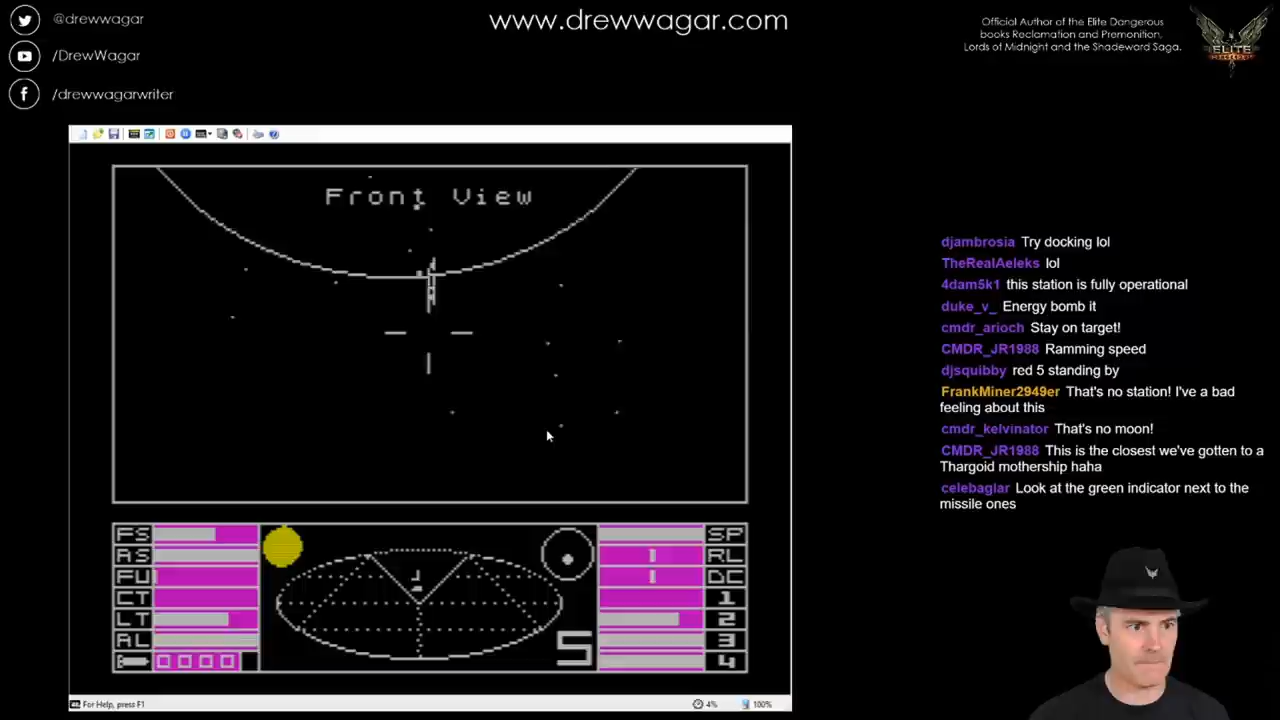 @drewwagar
/DrewWagar
/drewwagarwriter
www.drewwagar.com
Official Author of the Elite Dangerous
books Reclamation and Premonition,
Lords of Midnight and the Shadeward Saga.
ELITE
Front View
FS
AS
FU
CT
LT
AL
S
SP
RL
DC
1
2
3
4
For Help, press F1
4%
100%
djambrosia Try docking lol
TheRealAeleks lol
4dam5k1 this station is fully operational
duke_v_ Energy bomb it
cmdr_arioch Stay on target!
CMDR_JR1988 Ramming speed
djsquibby red 5 standing by
FrankMiner2949er That's no station! I've a bad
feeling about this
cmdr_kelvinator That's no moon!
CMDR_JR1988 This is the closest we've gotten to a
Thargoid mothership haha
celebaglar Look at the green indicator next to the
missile ones